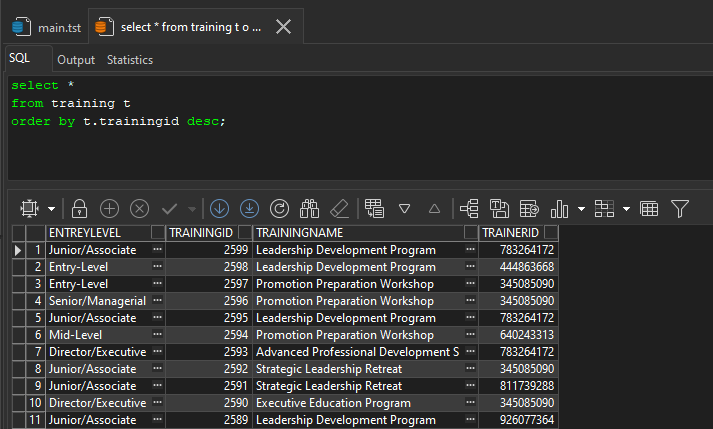 main.tst
select * from training t o ...
SQL
Output
Statistics
select *
from training t
order by t.trainingid desc;
ENTREYLEVEL TRAININGID TRAININGNAME TRAINERID
1 Junior/Associate ... 2599 Leadership Development Program ... 783264172
2 Entry-Level ... 2598 Leadership Development Program ... 444863668
3 Entry-Level ... 2597 Promotion Preparation Workshop ... 345085090
4 Senior/Managerial ... 2596 Promotion Preparation Workshop ... 345085090
5 Junior/Associate ... 2595 Leadership Development Program ... 783264172
6 Mid-Level ... 2594 Promotion Preparation Workshop ... 640243313
7 Director/Executive ... 2593 Advanced Professional Development S ... 783264172
8 Junior/Associate ... 2592 Strategic Leadership Retreat ... 345085090
9 Junior/Associate ... 2591 Strategic Leadership Retreat ... 811739288
10 Director/Executive ... 2590 Executive Education Program ... 345085090
11 Junior/Associate ... 2589 Leadership Development Program ... 926077364